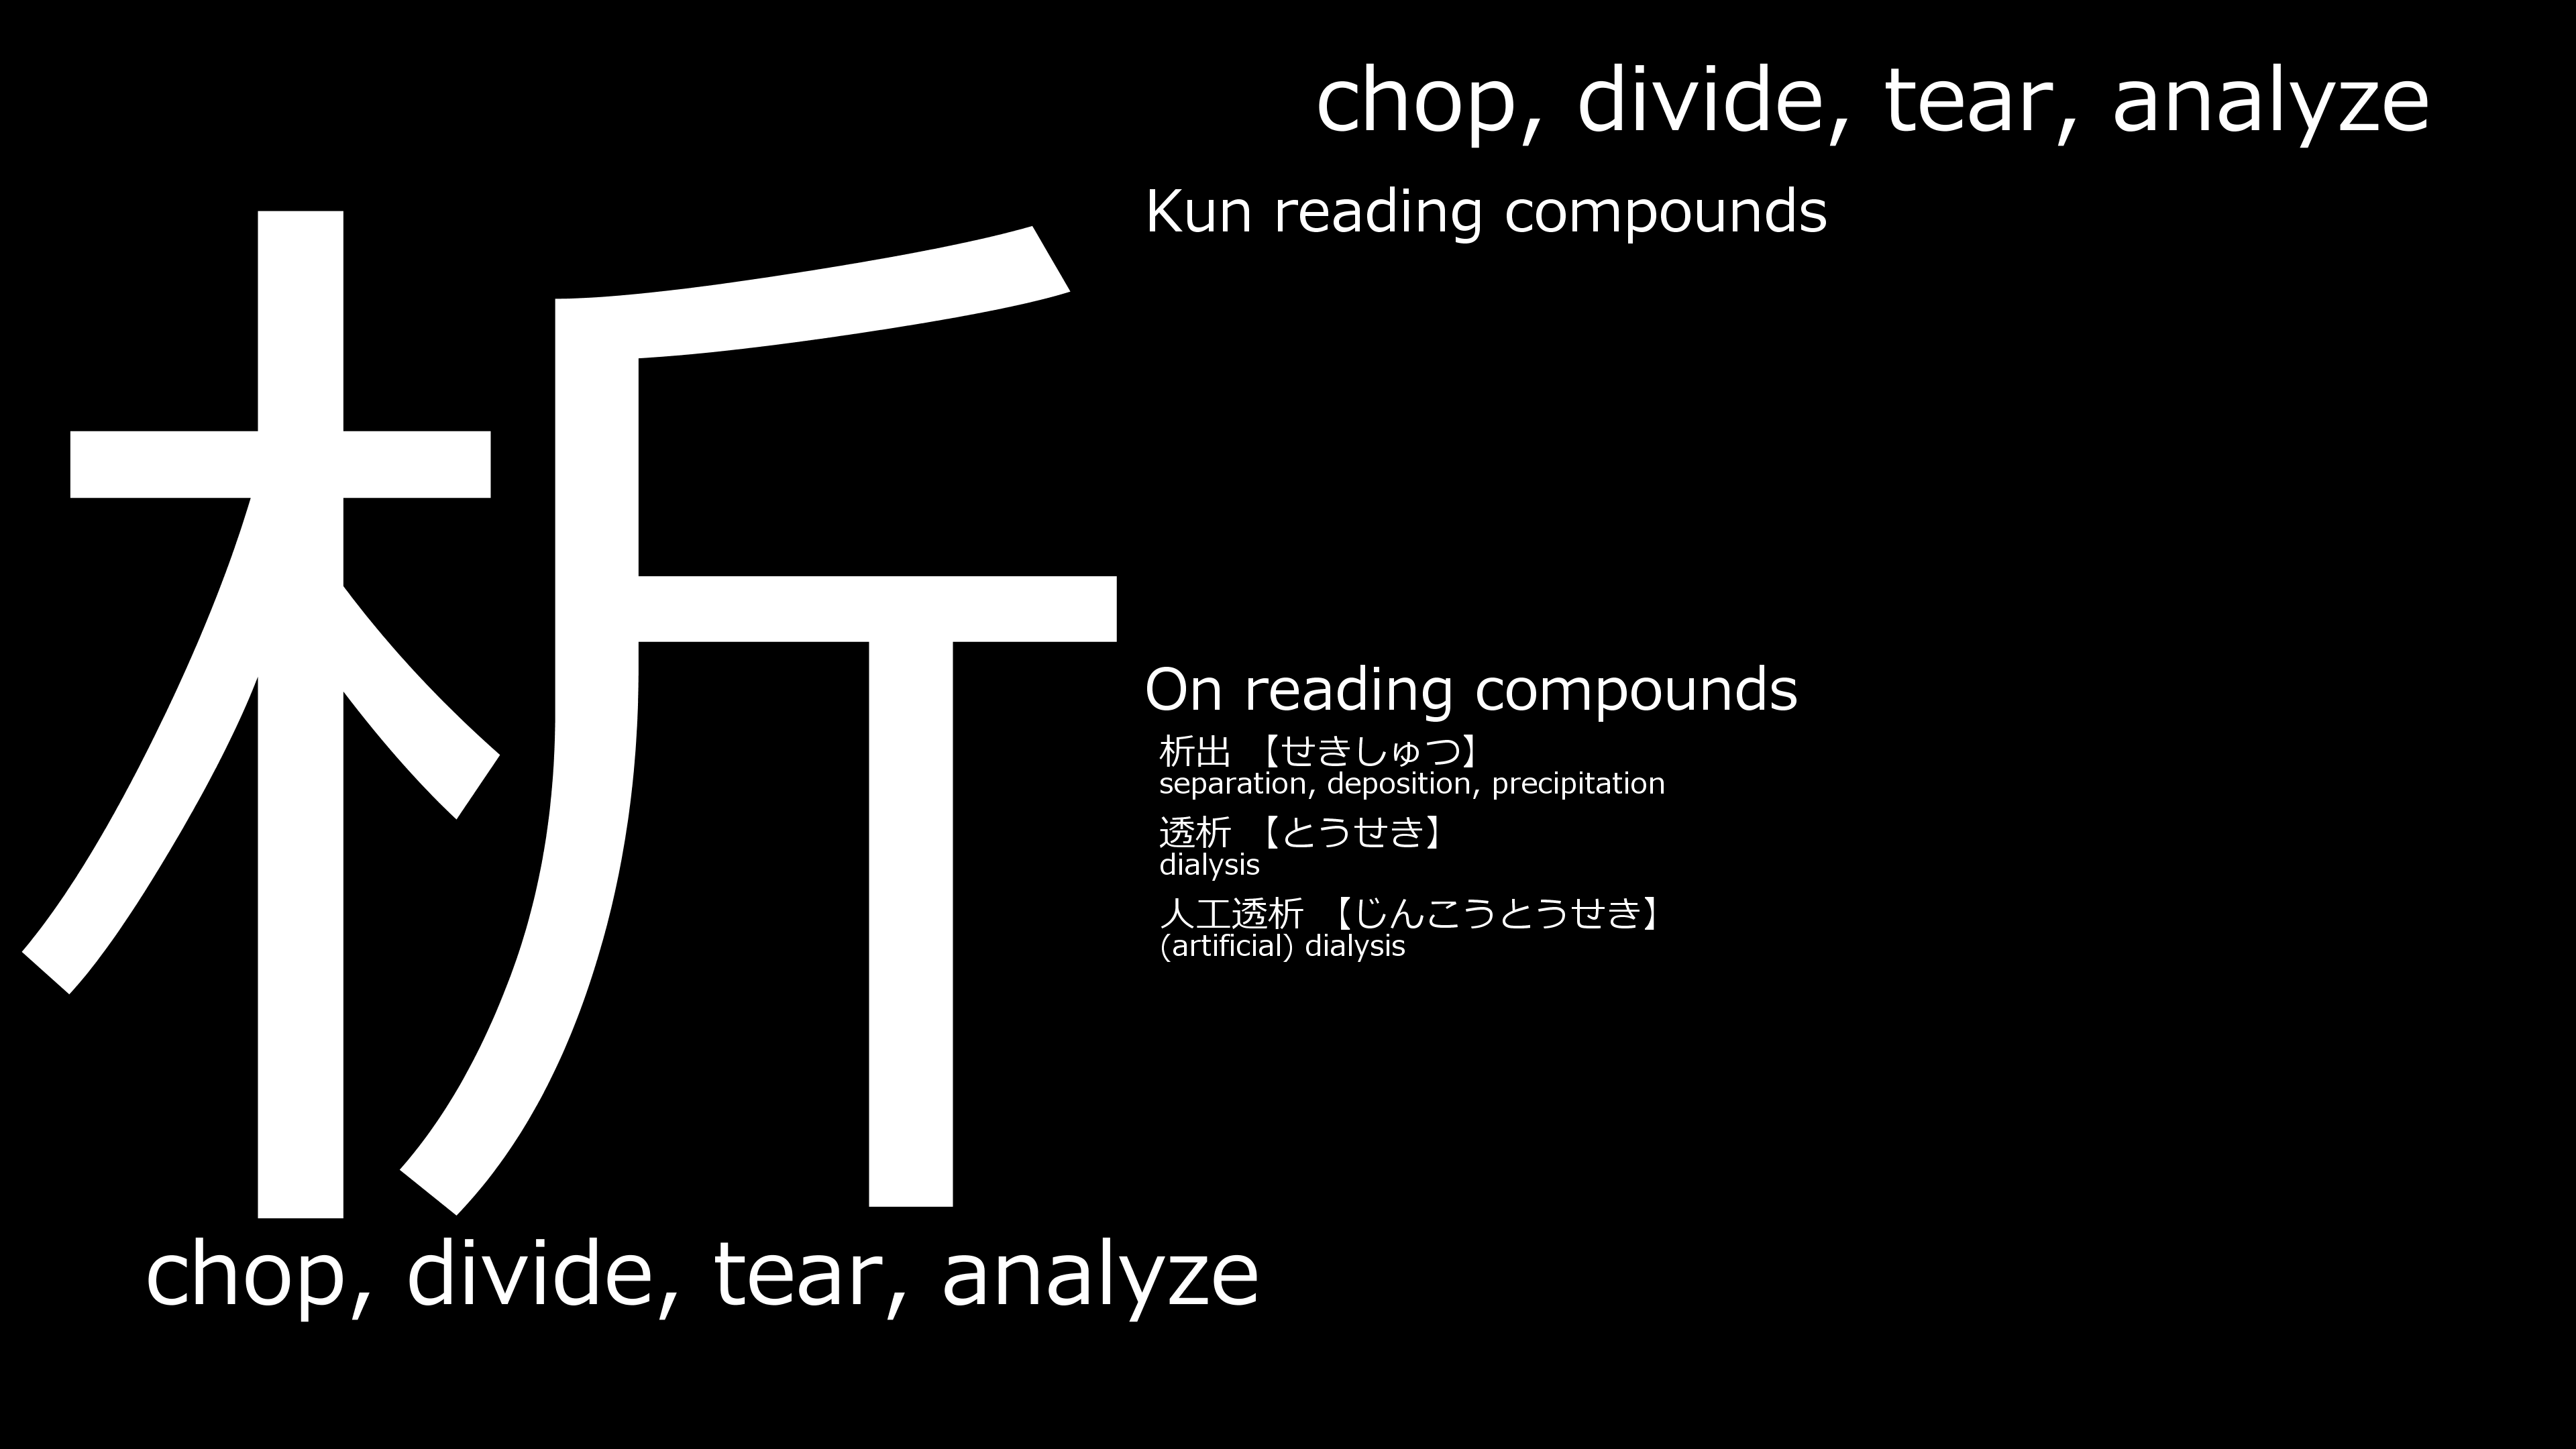 析
chop, divide, tear, analyze
chop, divide, tear, analyze
Kun reading compounds
On reading compounds
析出 【せきしゅつ】
separation, deposition, precipitation
透析 【とうせき】
dialysis
人工透析 【じんこうとうせき】
(artificial) dialysis